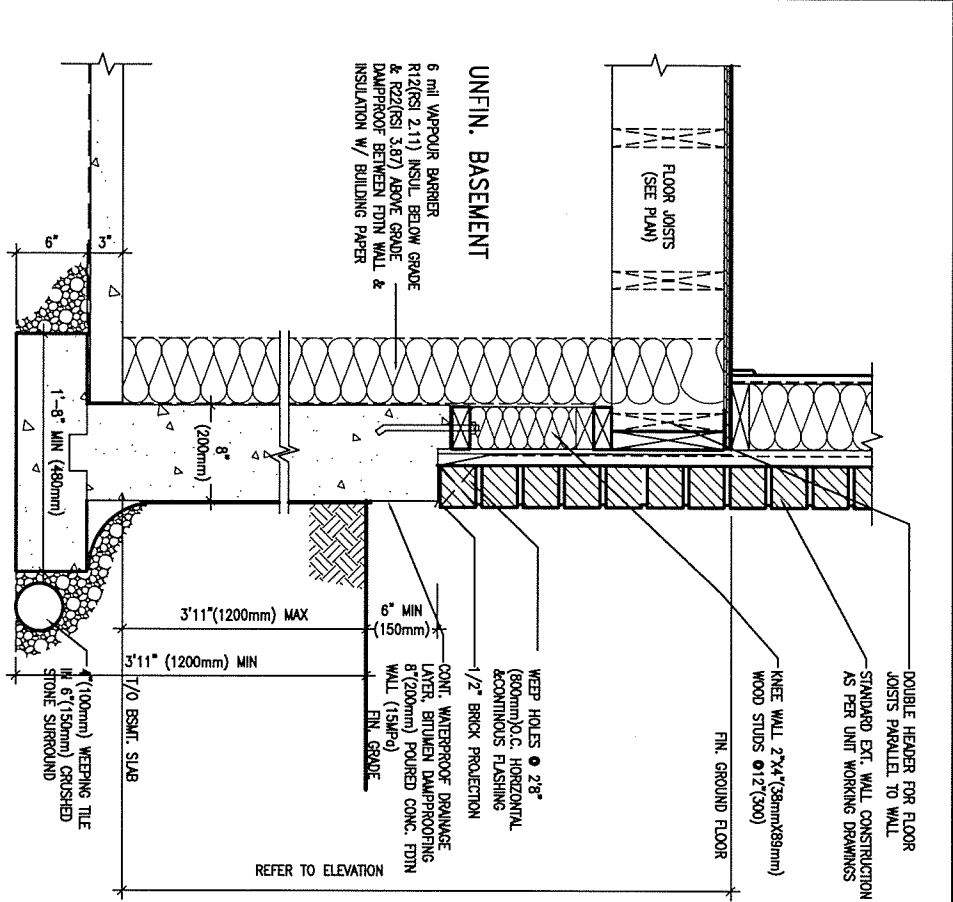 DOUBLE HEADER FOR FLOOR
JOISTS PARALLEL TO WALL
STANDARD EXT. WALL CONSTRUCTION
AS PER UNIT WORKING DRAWINGS
KNEE WALL 2"X4"(38mmX89mm)
WOOD STUDS @12"(300)
FIN. GROUND FLOOR
FLOOR JOISTS
(SEE PLAN)
UNFIN. BASEMENT
6 mil VAPPOUR BARRIER
R12(RSI 2.11) INSUL BELOW GRADE
& R22(RSI 3.87) ABOVE GRADE
DAMPPROOF BETWEEN FDTN WALL &
INSULATION W/ BUILDING PAPER
WEEP HOLES @ 2'8"
(800mm)O.C. HORIZONTAL
&CONTINOUS FLASHING
1/2" BRICK PROJECTION
CONT. WATERPROOF DRAINAGE
LAYER, BITUMEN DAMPPROOFING
8"(200mm) POURED CONC. FDTN
WALL (15MPa)
FIN. GRADE
6" MIN
(150mm)
3'11"(1200mm) MAX
3'11" (1200mm) MIN
REFER TO ELEVATION
8"
(200mm)
6"
3"
1'-8" MIN (480mm)
T/O BSMT. SLAB
4"(100mm) WEEPING TILE
IN 6"(150mm) CRUSHED
STONE SURROUND